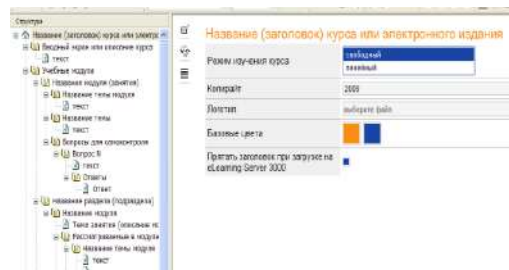 Структура
Название (заголовок) курса или электро
Вводный экран или описание курса
текст
Учебные модули
Название модуля (занятия)
Название темы модуля
текст
Название темы
текст
Вопросы для самоконтроля
Вопрос N
текст
Ответы
Ответ
Название раздела (подраздела)
Название модуля
Тема занятия (описание
Рассматриваемые в модуле
Название темы модуля
текст
Название (заголовок) курса или электронного издания
Режим изучения курса
свободный
линейный
Копирайт
2009
Логотип
выберите файл
Базовые цвета
Прятать заголовок при загрузке на
eLearning Server 3000